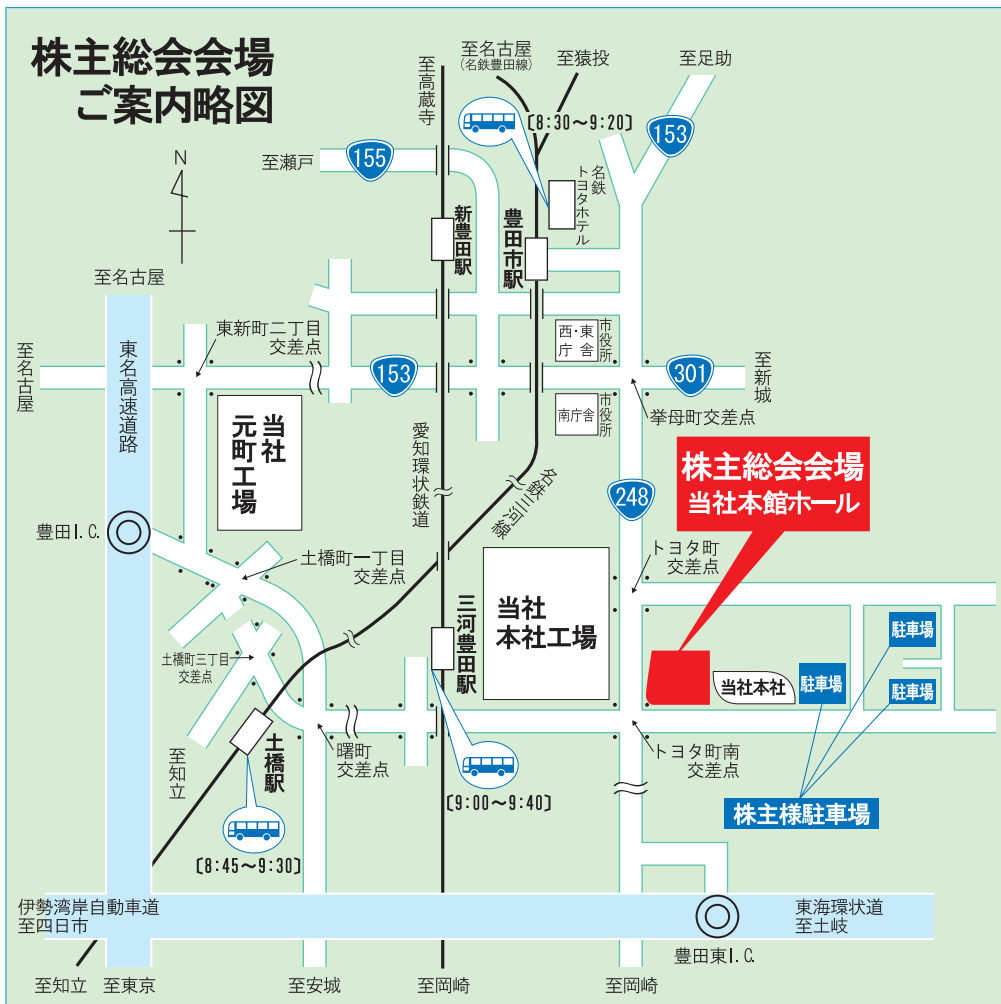 株主総会会場
ご案内略図
至名古屋
(名鉄豊田線)
至猿投
至足助
至高蔵寺
〔8:30～9:20〕
153
N
至瀬戸
155
名鉄
トヨタホテル
新豊田駅
豊田市駅
至名古屋
東新町二丁目
交差点
西・東
庁舎
市役所
至名古屋
東名高速道路
153
301
至新城
当社
元町工場
愛知環状鉄道
南庁舎
市役所
挙母町交差点
株主総会会場
当社本館ホール
名鉄三河線
248
豊田I.C.
土橋町一丁目
交差点
トヨタ町
交差点
当社
本社工場
三河豊田駅
駐車場
土橋町三丁目
交差点
当社本社
駐車場
駐車場
至知立
土橋駅
曙町
交差点
トヨタ町南
交差点
〔9:00～9:40〕
株主様駐車場
〔8:45～9:30〕
伊勢湾岸自動車道
至四日市
東海環状道
至土岐
豊田東I.C.
至知立
至東京
至安城
至岡崎
至岡崎